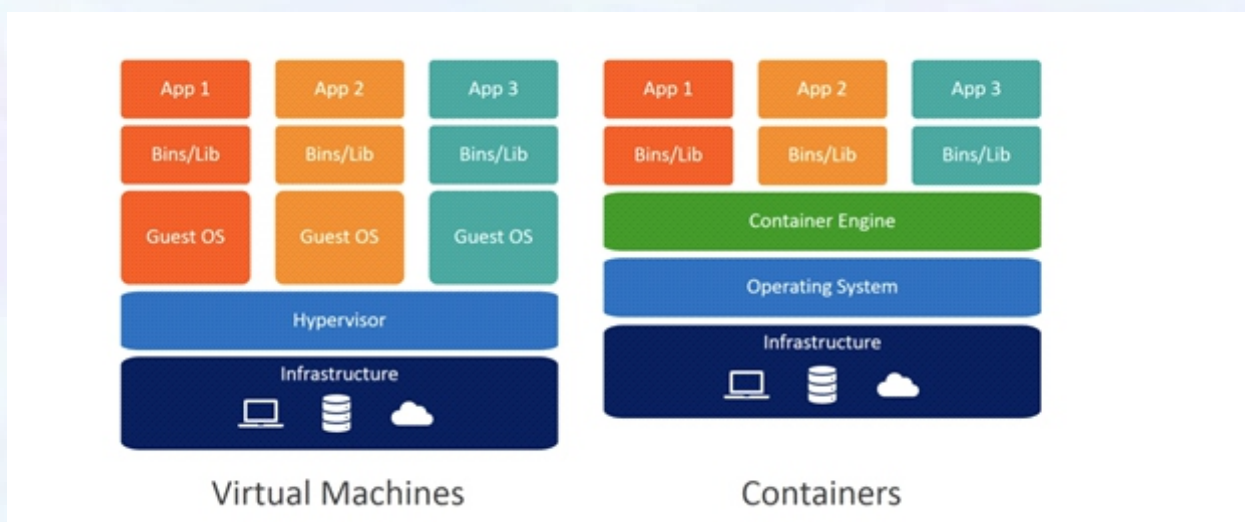 App 1
App 2
App 3
Bins/Lib
Bins/Lib
Bins/Lib
Guest OS
Guest OS
Guest OS
Hypervisor
Infrastructure
Virtual Machines
App 1
App 2
App 3
Bins/Lib
Bins/Lib
Bins/Lib
Container Engine
Operating System
Infrastructure
Containers